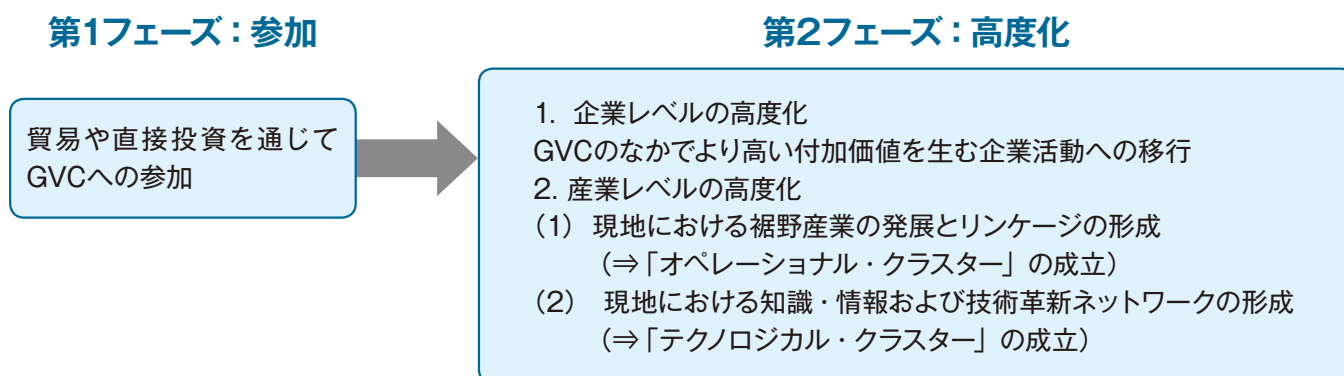 第1フェーズ：参加
第2フェーズ：高度化
貿易や直接投資を通じて
GVCへの参加
1. 企業レベルの高度化
GVCのなかでより高い付加価値を生む企業活動への移行
2. 産業レベルの高度化
（1） 現地における裾野産業の発展とリンケージの形成
（⇒「オペレーショナル・クラスター」の成立）
（2） 現地における知識・情報および技術革新ネットワークの形成
（⇒「テクノロジカル・クラスター」の成立）